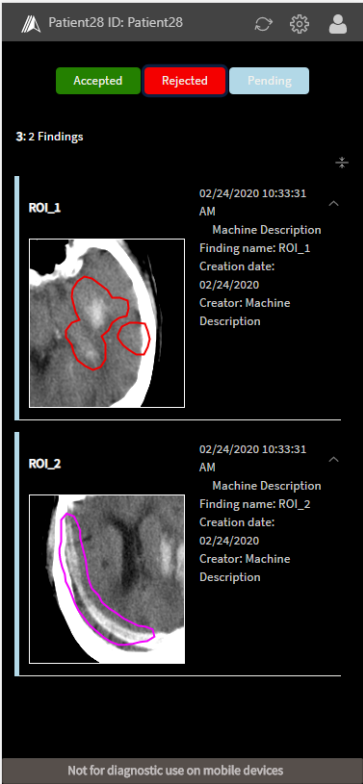 Patient28 ID: Patient28
Accepted
Rejected
Pending
3: 2 Findings
ROI_1
02/24/2020 10:33:31
AM
Machine Description
Finding name: ROI_1
Creation date:
02/24/2020
Creator: Machine
Description
ROI_2
02/24/2020 10:33:31
AM
Machine Description
Finding name: ROI_2
Creation date:
02/24/2020
Creator: Machine
Description
Not for diagnostic use on mobile devices